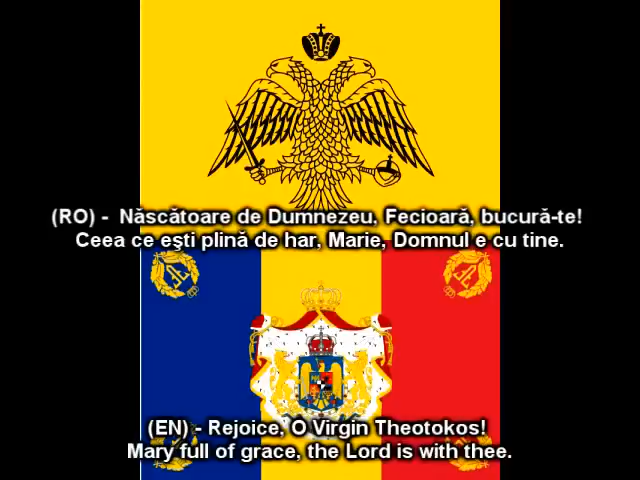 (RO) - Născătoare de Dumnezeu, Fecioară, bucură-te!
Ceea ce eşti plină de har, Marie, Domnul e cu tine.
(EN) - Rejoice, O Virgin Theotokos!
Mary full of grace, the Lord is with thee.